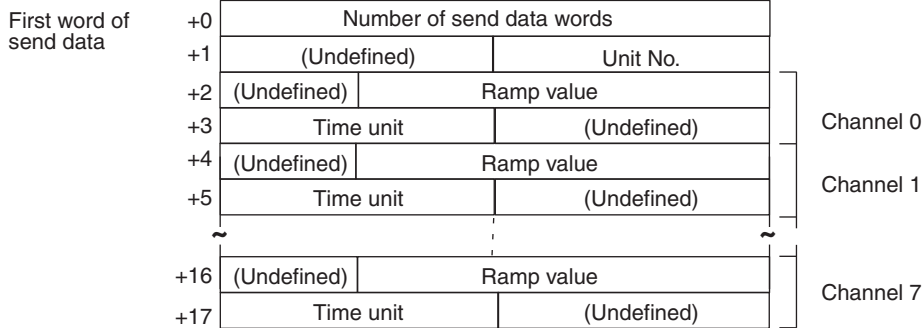 First word of
send data
+0 Number of send data words
+1 (Undefined) Unit No.
+2 (Undefined) Ramp value
+3 Time unit (Undefined)
Channel 0
+4 (Undefined) Ramp value
+5 Time unit (Undefined)
Channel 1
~ ~
+16 (Undefined) Ramp value
+17 Time unit (Undefined)
Channel 7